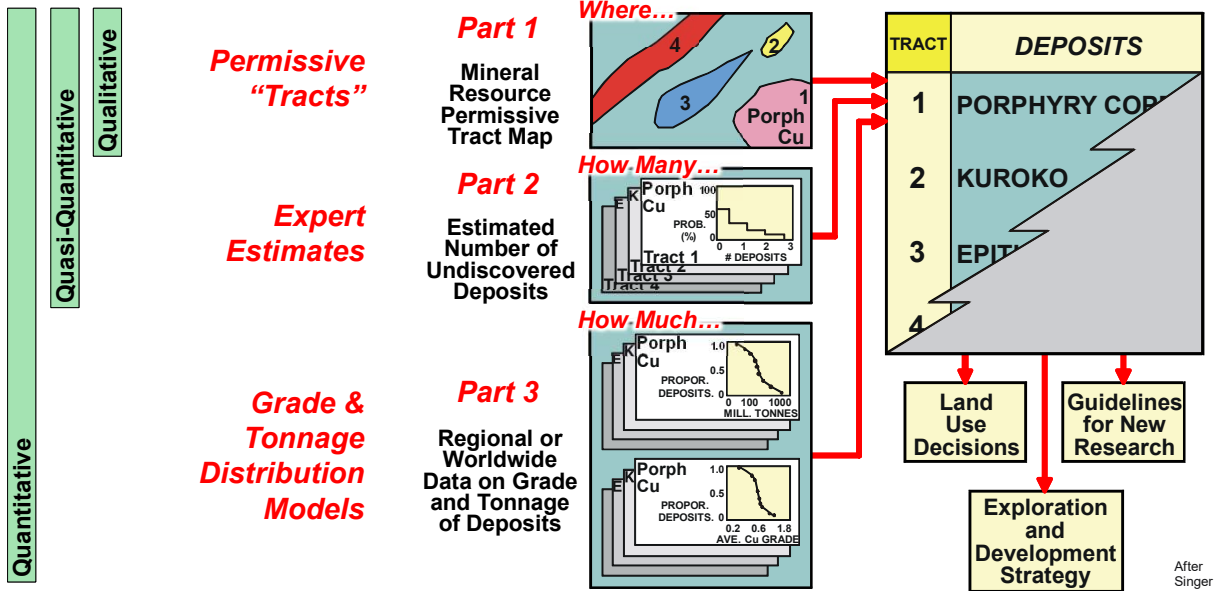 Quantitative
Quasi-Quantitative
Qualitative
Permissive
“Tracts”
Expert
Estimates
Grade &
Tonnage
Distribution
Models
Part 1
Mineral
Resource
Permissive
Tract Map
Part 2
Estimated
Number of
Undiscovered
Deposits
Part 3
Regional or
Worldwide
Data on Grade
and Tonnage
of Deposits
Where…
4
2
3
1
Porph
Cu
How Many…
E
K
Porph
Cu
100
50
0
PROB.
(%)
0 1 2 3
# DEPOSITS
Tract 1
Tract 2
Tract 3
Tract 4
How Much…
E
K
Porph
Cu
1.0
0.5
0
PROPOR.
DEPOSITS.
0 100 1000
MILL. TONNES
E
K
Porph
Cu
1.0
0.5
0
PROPOR.
DEPOSITS.
0.2 0.6 1.8
AVE. Cu GRADE
TRACT DEPOSITS
1 PORPHYRY COP
2 KUROKO
3 EPIT
4
Land
Use
Decisions
Guidelines
for New
Research
Exploration
and
Development
Strategy
After
Singer